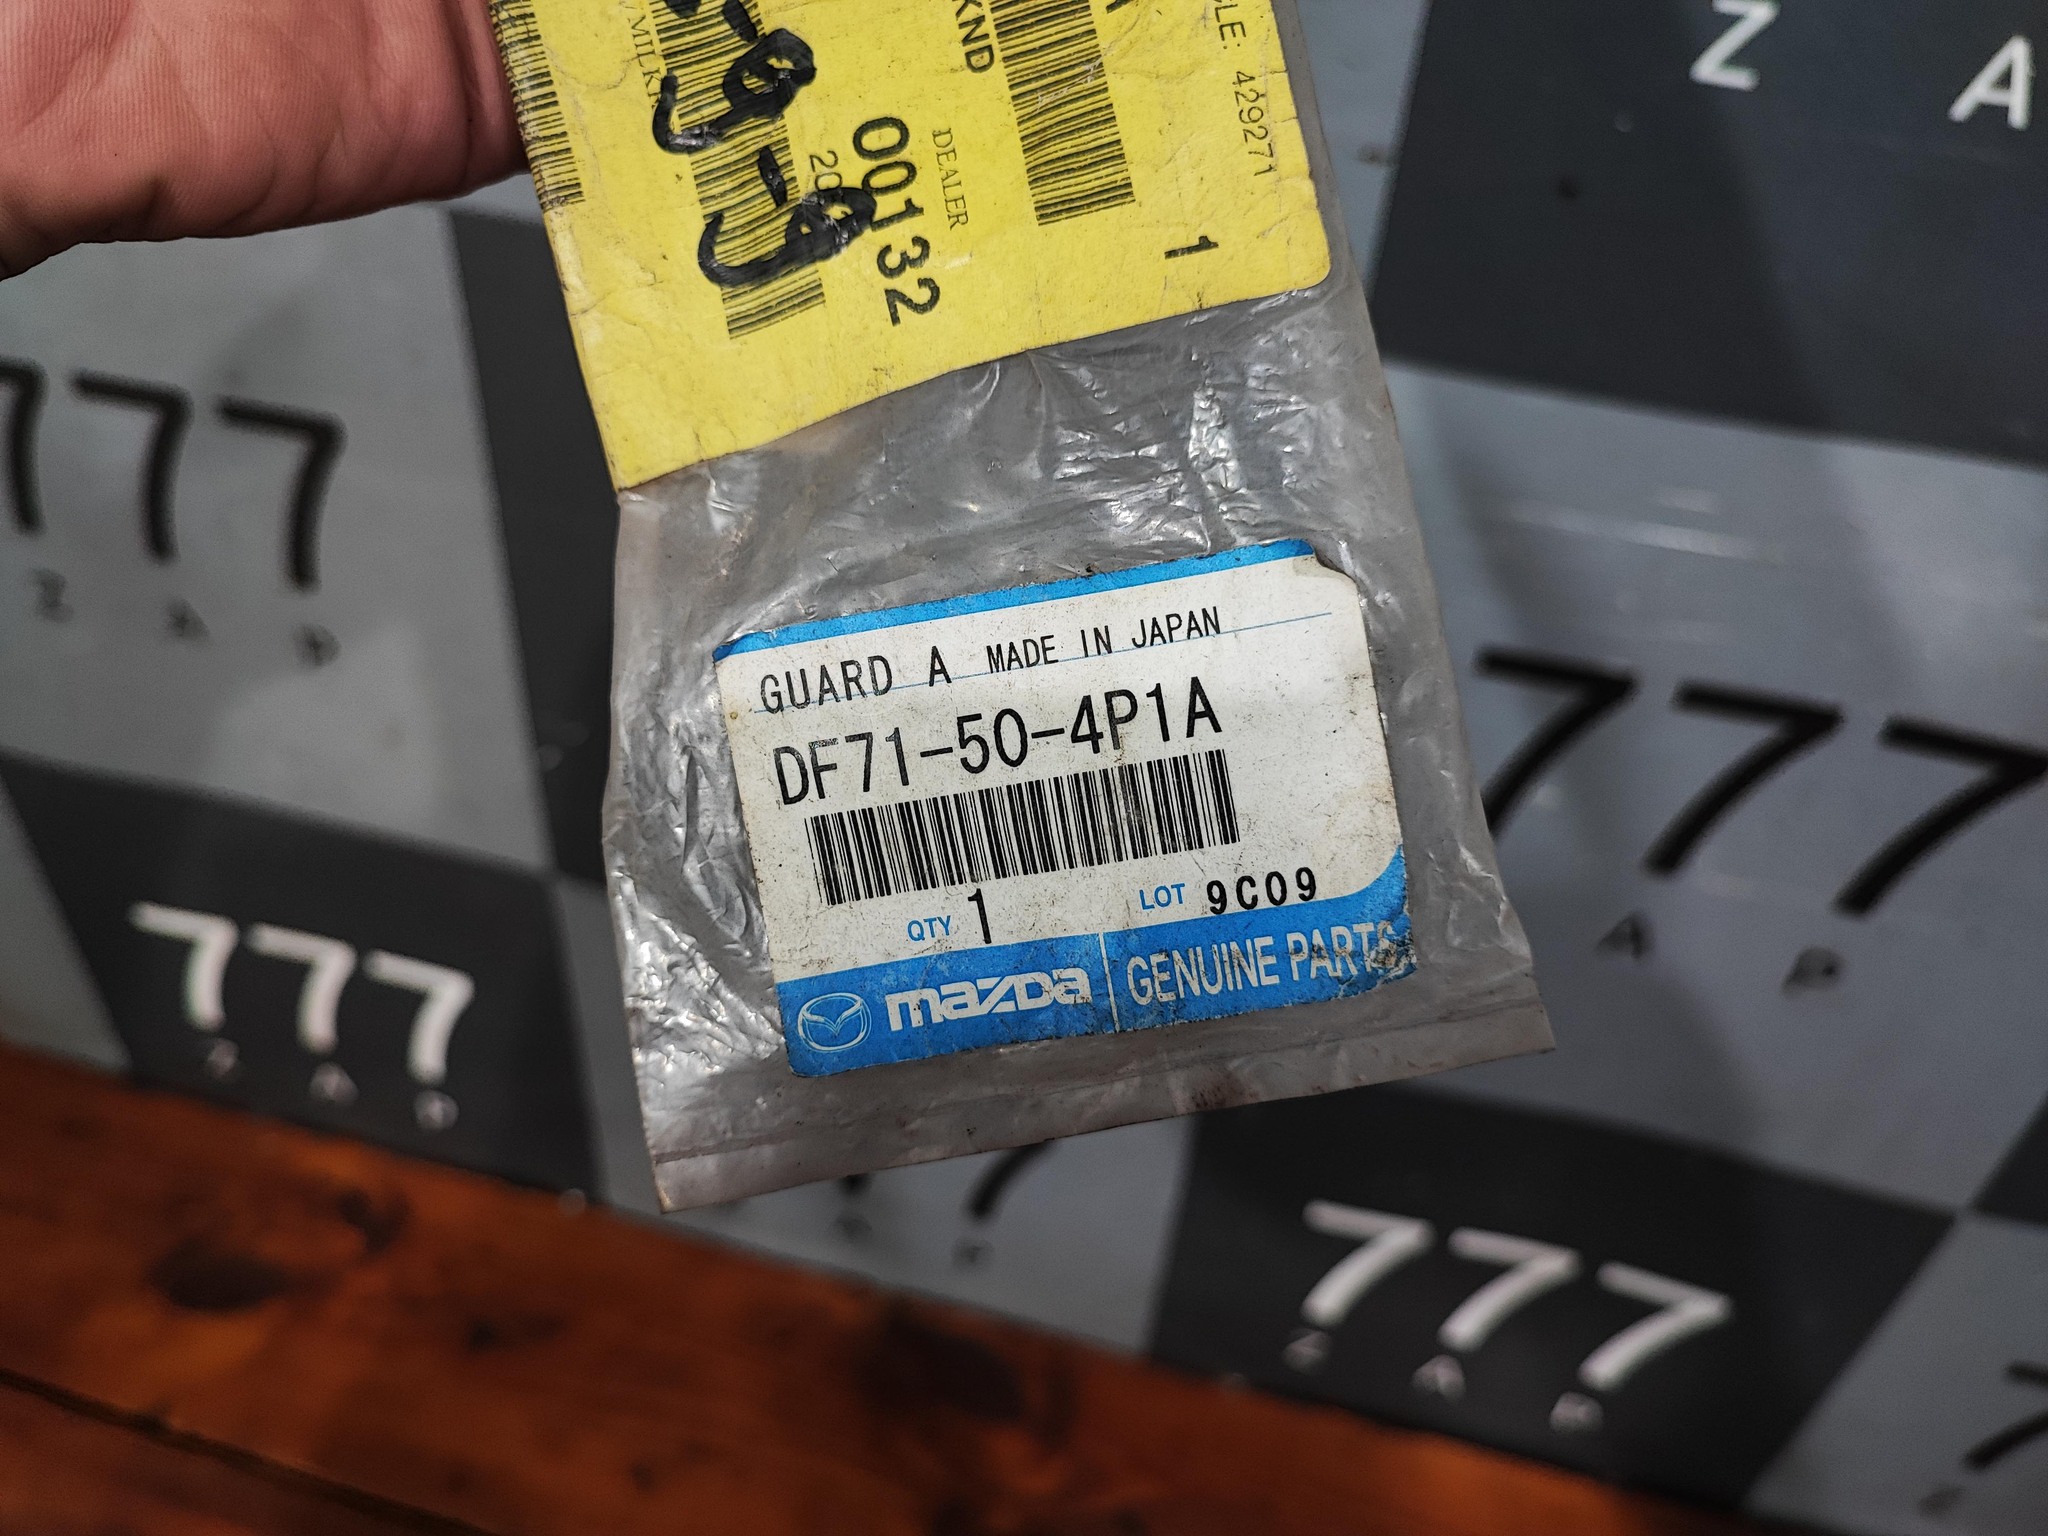 KND
LE: 429271
DEALER
00132
1
GUARD A MADE IN JAPAN
DF71-50-4P1A
QTY 1 LOT 9C09
mazda GENUINE PARTS
Z A
777
Z A P
777
Z A P
777
A P
777
Z A P